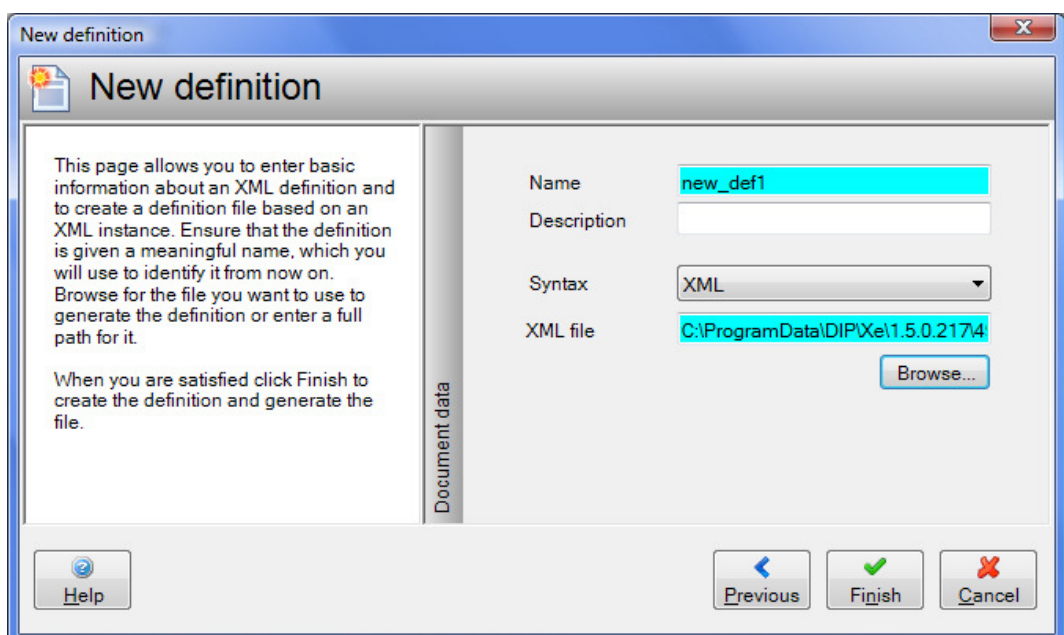 New definition
New definition
This page allows you to enter basic
information about an XML definition and
to create a definition file based on an
XML instance. Ensure that the definition
is given a meaningful name, which you
will use to identify it from now on.
Browse for the file you want to use to
generate the definition or enter a full
path for it.
When you are satisfied click Finish to
create the definition and generate the
file.
Document data
Name
new_def1
Description
Syntax
XML
XML file
C:\ProgramData\DIP\Xe\1.5.0.217\4
Browse...
Help
Previous
Finish
Cancel